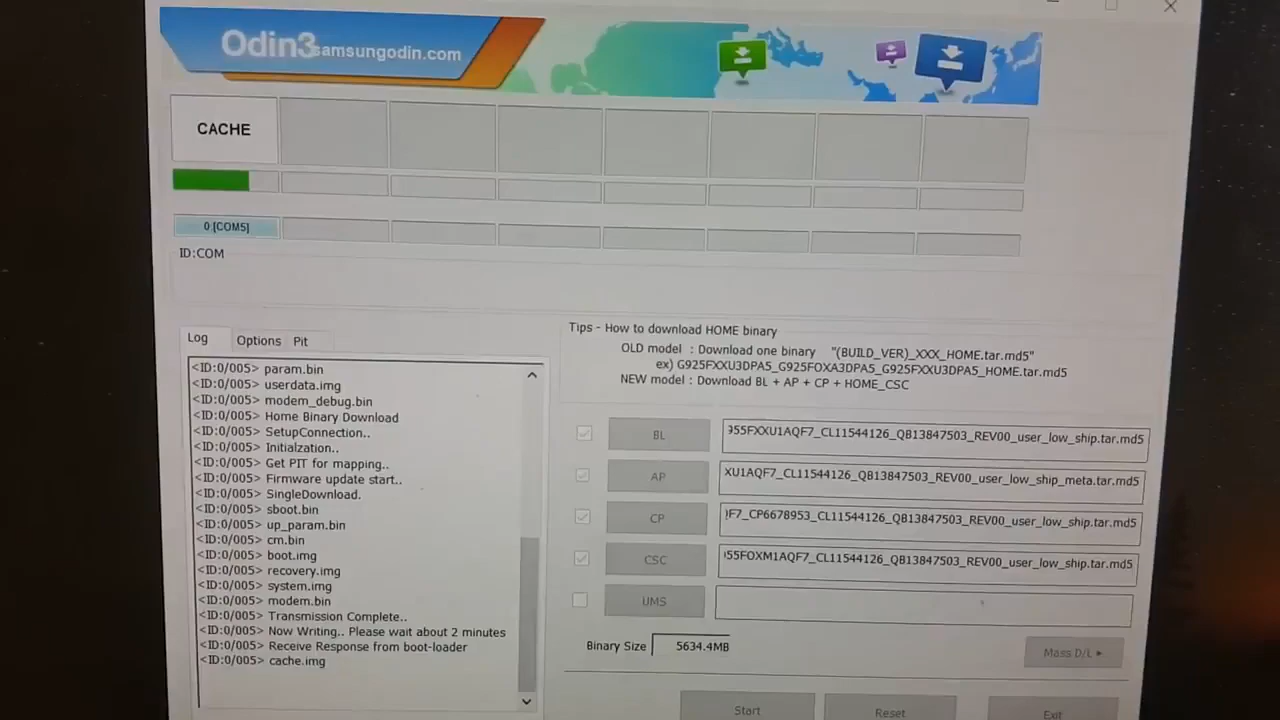 Odin3 samsungodin.com
CACHE
0:[COM5]
ID:COM
Log Options Pit
<ID:0/005> param.bin
<ID:0/005> userdata.img
<ID:0/005> modem_debug.bin
<ID:0/005> Home Binary Download
<ID:0/005> SetupConnection..
<ID:0/005> Initialzation..
<ID:0/005> Get PIT for mapping..
<ID:0/005> Firmware update start..
<ID:0/005> SingleDownload.
<ID:0/005> sboot.bin
<ID:0/005> up_param.bin
<ID:0/005> cm.bin
<ID:0/005> boot.img
<ID:0/005> recovery.img
<ID:0/005> system.img
<ID:0/005> modem.bin
<ID:0/005> Transmission Complete..
<ID:0/005> Now Writing.. Please wait about 2 minutes
<ID:0/005> Receive Response from boot-loader
<ID:0/005> cache.img
Tips - How to download HOME binary
OLD model : Download one binary "(BUILD_VER)_XXX_HOME.tar.md5"
ex) G925FXXU3DPA5_G925FOXA3DPA5_G925FXXU3DPA5_HOME.tar.md5
NEW model : Download BL + AP + CP + HOME_CSC
BL 955FXXU1AQF7_CL11544126_QB13847503_REV00_user_low_ship.tar.md5
AP XU1AQF7_CL11544126_QB13847503_REV00_user_low_ship_meta.tar.md5
CP F7_CP6678953_CL11544126_QB13847503_REV00_user_low_ship.tar.md5
CSC 55FOXM1AQF7_CL11544126_QB13847503_REV00_user_low_ship.tar.md5
UMS
Binary Size 5634.4MB
Mass D/L
Start Reset Exit